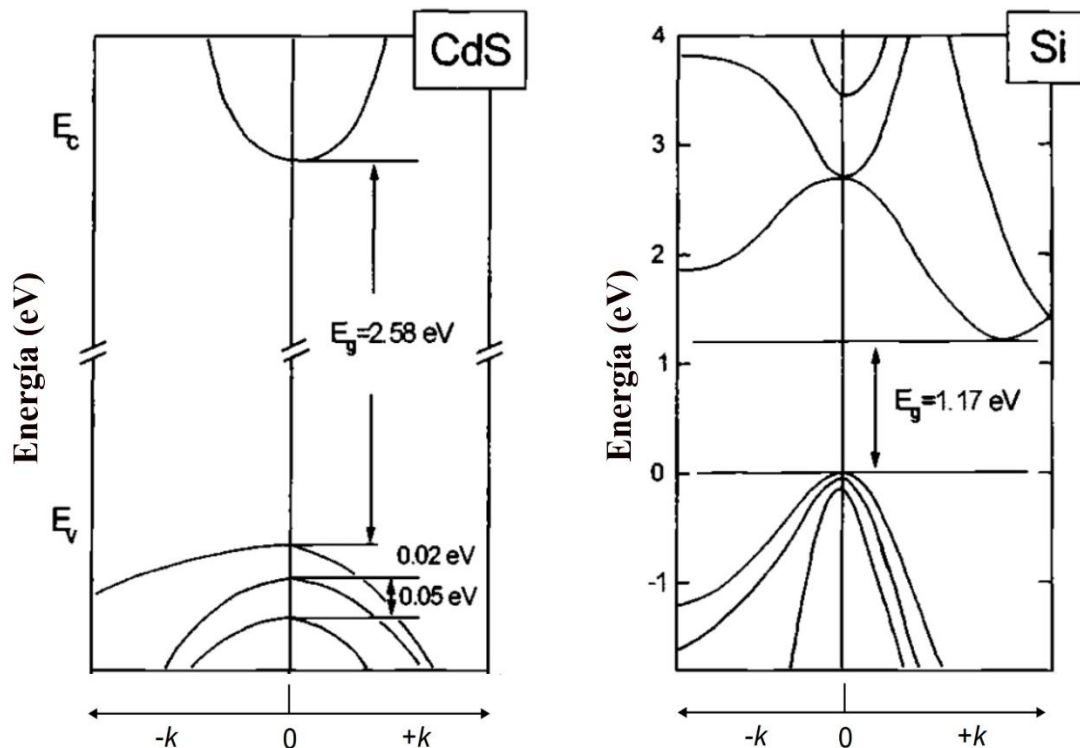 CdS
E_c
Energía (eV)
E_g=2.58 eV
E_v
0.02 eV
0.05 eV
-k
0
+k
Si
4
3
2
1
0
-1
Energía (eV)
E_g=1.17 eV
-k
0
+k